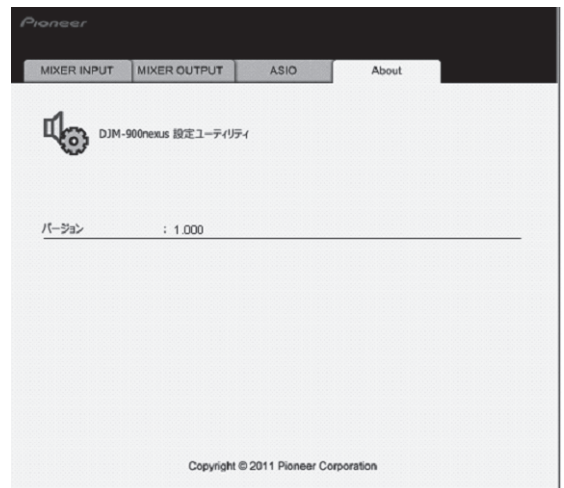 Pioneer
MIXER INPUT MIXER OUTPUT ASIO About
DJM-900nexus 設定ユーティリティ
バージョン : 1.000
Copyright © 2011 Pioneer Corporation